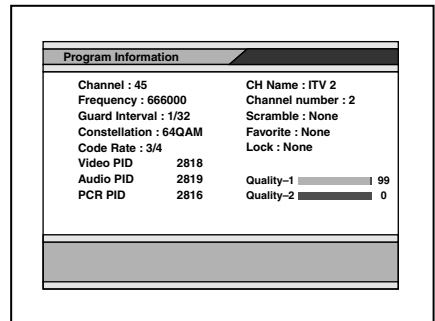 Program Information
Channel : 45
Frequency : 666000
Guard Interval : 1/32
Constellation : 64QAM
Code Rate : 3/4
Video PID 2818
Audio PID 2819
PCR PID 2816
CH Name : ITV 2
Channel number : 2
Scramble : None
Favorite : None
Lock : None
Quality–1 99
Quality–2 0